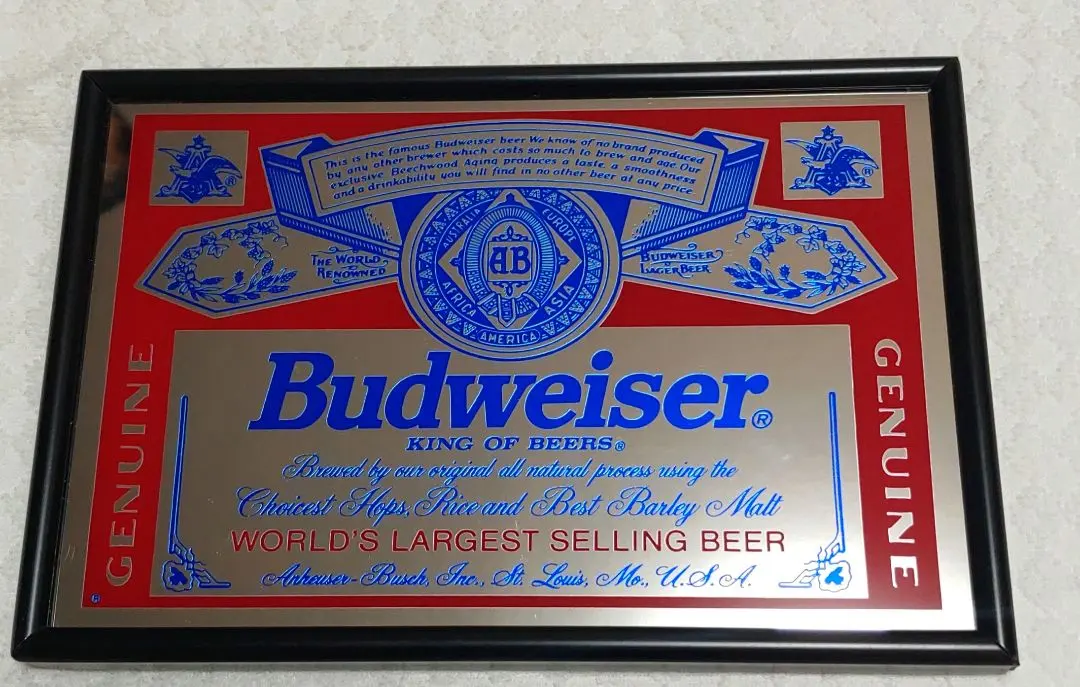 This is the famous Budweiser beer. We know of no brand produced
by any other brewer which costs so much to brew and age. Our
exclusive Beechwood Aging produces a taste, a smoothness
and a drinkability you will find in no other beer at any price.
®
®
AUSTRALIA
EUROPE
THE WORLD
RENOWNED
AB
BUDWEISER
LAGER BEER
AFRICA
ASIA
AMERICA
GENUINE
GENUINE
Budweiser®
KING OF BEERS®
Brewed by our original all natural process using the
Choicest Hops, Rice and Best Barley Malt
WORLD'S LARGEST SELLING BEER
Anheuser-Busch, Inc., St. Louis, Mo., U.S.A.
®